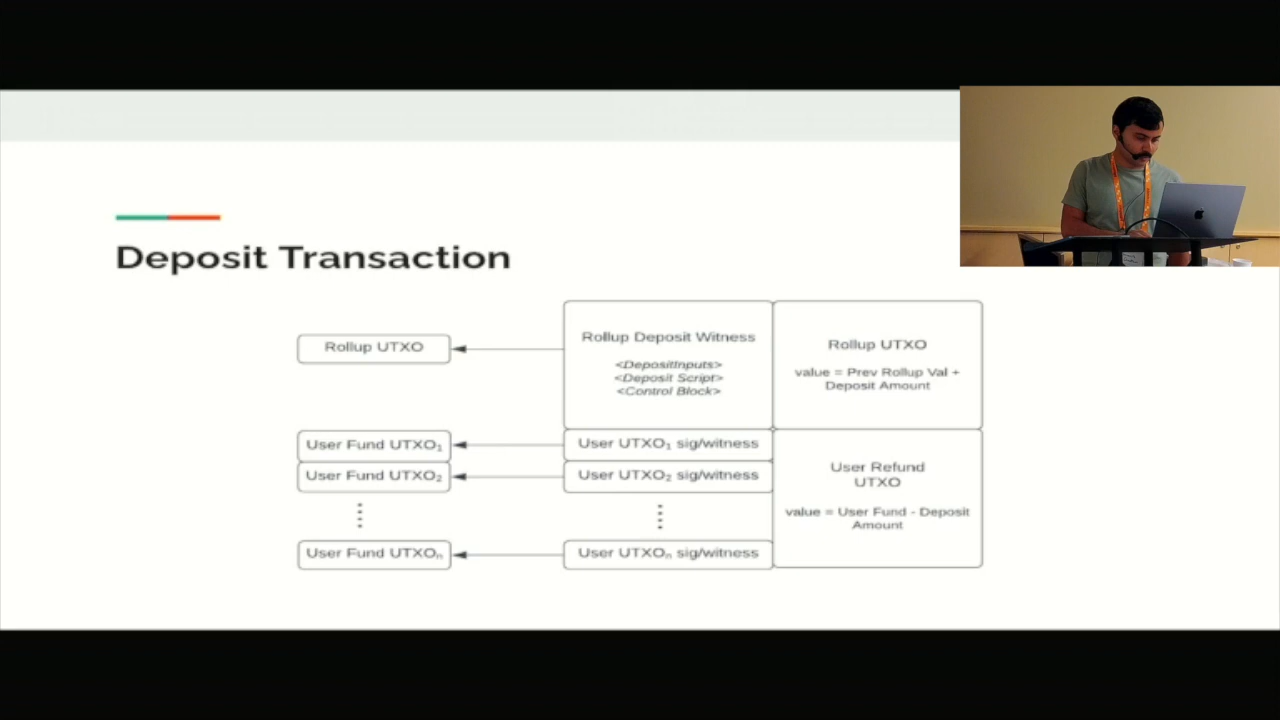 Deposit Transaction
Rollup UTXO
Rollup Deposit Witness
<DepositInputs>
<Deposit Script>
<Control Block>
Rollup UTXO
value = Prev Rollup Val +
Deposit Amount
User Fund UTXO₁
User UTXO₁ sig/witness
User Fund UTXO₂
User UTXO₂ sig/witness
User Refund
UTXO
value = User Fund - Deposit
Amount
User Fund UTXOₙ
User UTXOₙ sig/witness